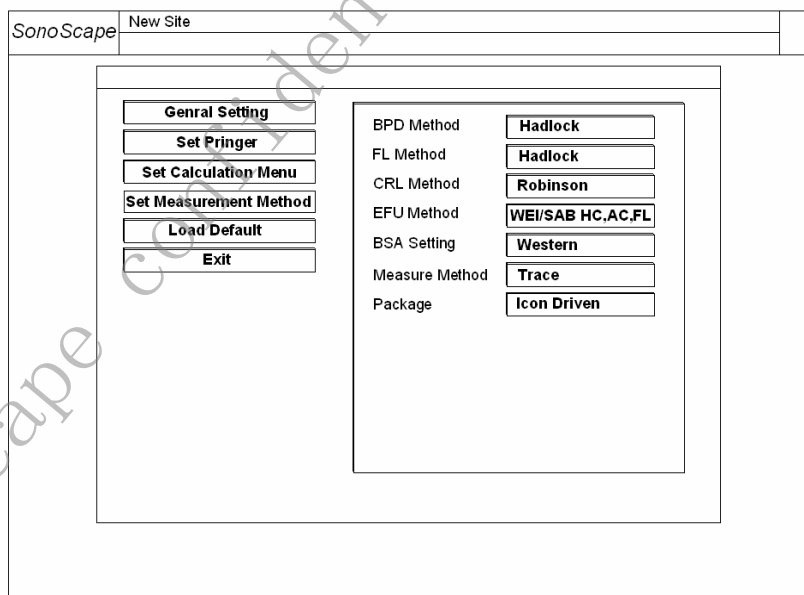 SonoScape
New Site
Genral Setting
Set Pringer
Set Calculation Menu
Set Measurement Method
Load Default
Exit
BPD Method Hadlock
FL Method Hadlock
CRL Method Robinson
EFU Method WEI/SAB HC,AC,FL
BSA Setting Western
Measure Method Trace
Package Icon Driven
cape confiden